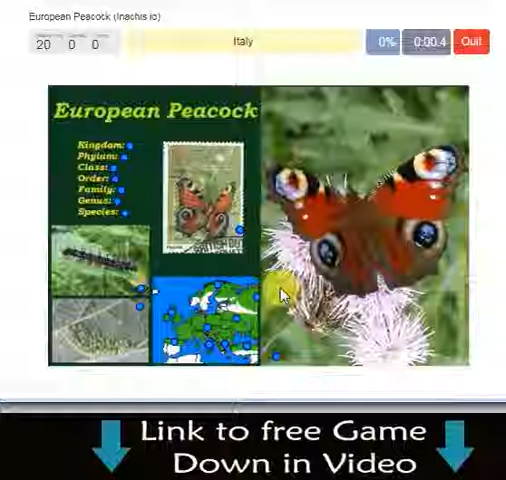 European Peacock (Inachis io)
20 0 0
Italy
0%
0:00.4
Quit
European Peacock
Kingdom:
Phylum:
Class:
Order:
Family:
Genus:
Species:
Link to free Game
Down in Video